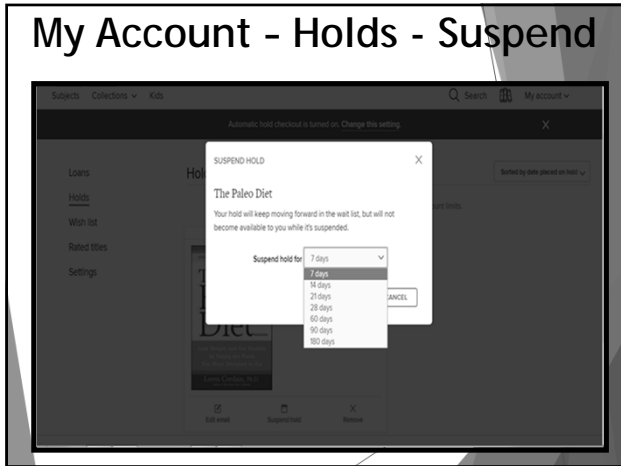 My Account - Holds - Suspend
Subjects Collections Kids Search My account
Automatic hold checkout is turned on. Change this setting. X
Loans
Holds
Wish list
Rated titles
Settings
Hol
Sorted by date placed on hold
SUSPEND HOLD X
The Paleo Diet
Your hold will keep moving forward in the wait list, but will not
become available to you while it's suspended.
ount limits.
Suspend hold for 7 days
7 days
14 days
21 days
28 days
60 days
90 days
180 days
ANCEL
Diet
Edit email Suspend hold Remove